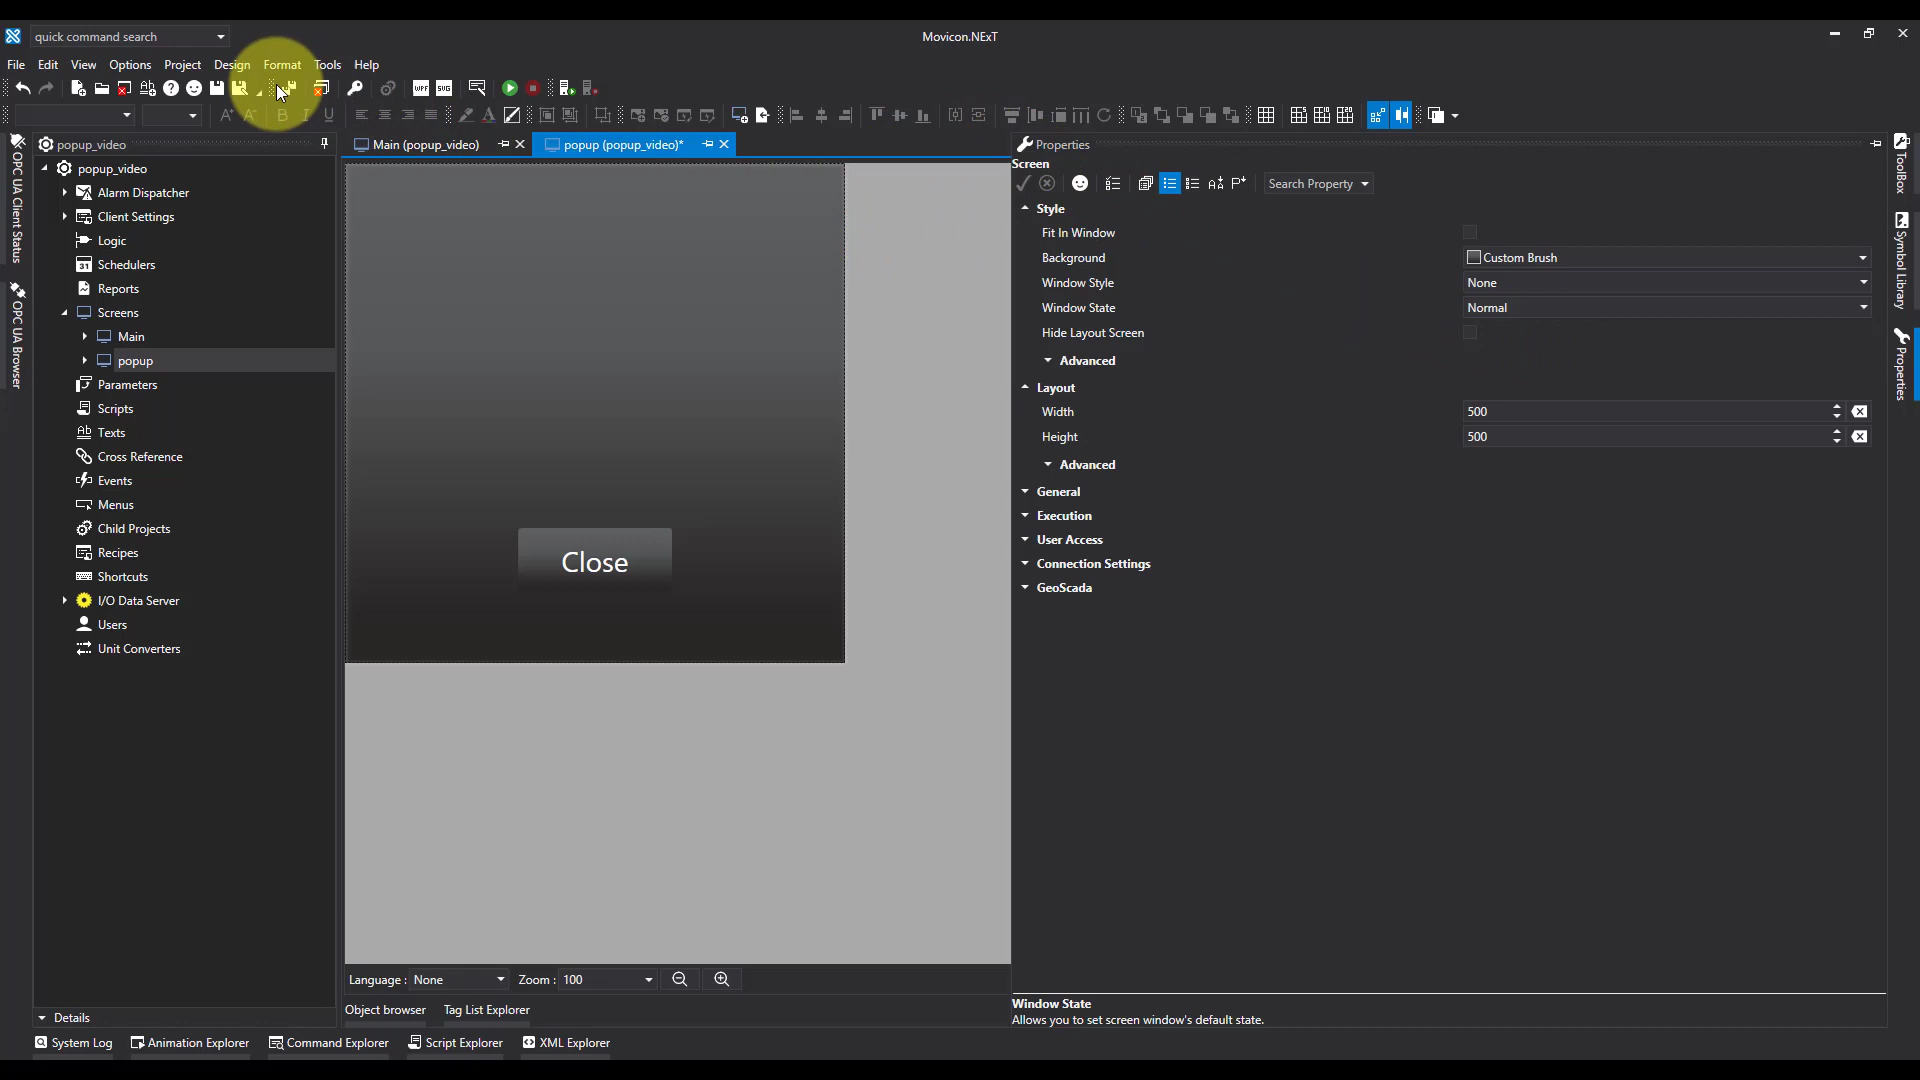 quick command search
Movicon.NExT
File Edit View Options Project Design Format Tools Help
WPF SVG
popup_video
Main (popup_video)
popup (popup_video)*
Properties
OPC UA Client Status
OPC UA Browser
popup_video
Alarm Dispatcher
Client Settings
Logic
Schedulers
Reports
Screens
Main
popup
Parameters
Scripts
Texts
Cross Reference
Events
Menus
Child Projects
Recipes
Shortcuts
I/O Data Server
Users
Unit Converters
Details
Close
Language : None Zoom : 100
Object browser Tag List Explorer
Screen
Search Property
Style
Fit In Window
Background Custom Brush
Window Style None
Window State Normal
Hide Layout Screen
Advanced
Layout
Width 500
Height 500
Advanced
General
Execution
User Access
Connection Settings
GeoScada
Window State
Allows you to set screen window's default state.
ToolBox
Symbol Library
Properties
System Log Animation Explorer Command Explorer Script Explorer XML Explorer